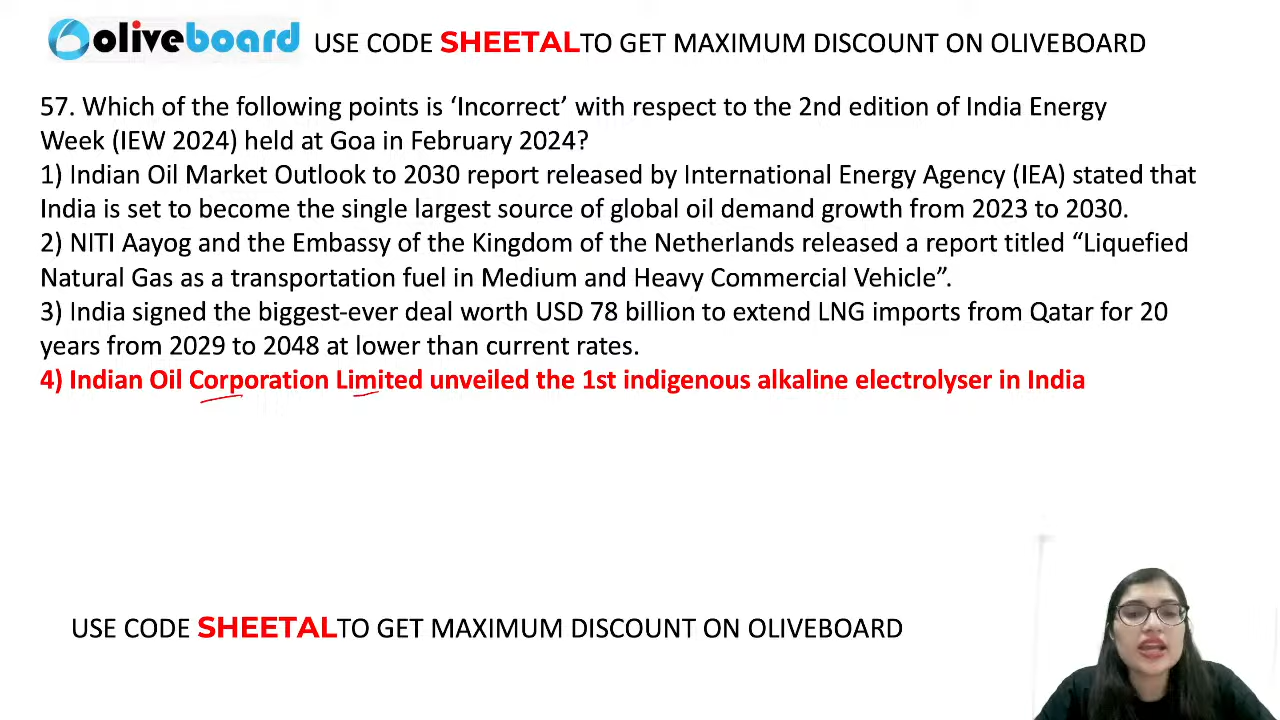 oliveboard USE CODE SHEETAL TO GET MAXIMUM DISCOUNT ON OLIVEBOARD
57. Which of the following points is ‘Incorrect’ with respect to the 2nd edition of India Energy
Week (IEW 2024) held at Goa in February 2024?
1) Indian Oil Market Outlook to 2030 report released by International Energy Agency (IEA) stated that
India is set to become the single largest source of global oil demand growth from 2023 to 2030.
2) NITI Aayog and the Embassy of the Kingdom of the Netherlands released a report titled “Liquefied
Natural Gas as a transportation fuel in Medium and Heavy Commercial Vehicle”.
3) India signed the biggest-ever deal worth USD 78 billion to extend LNG imports from Qatar for 20
years from 2029 to 2048 at lower than current rates.
4) Indian Oil Corporation Limited unveiled the 1st indigenous alkaline electrolyser in India
USE CODE SHEETAL TO GET MAXIMUM DISCOUNT ON OLIVEBOARD